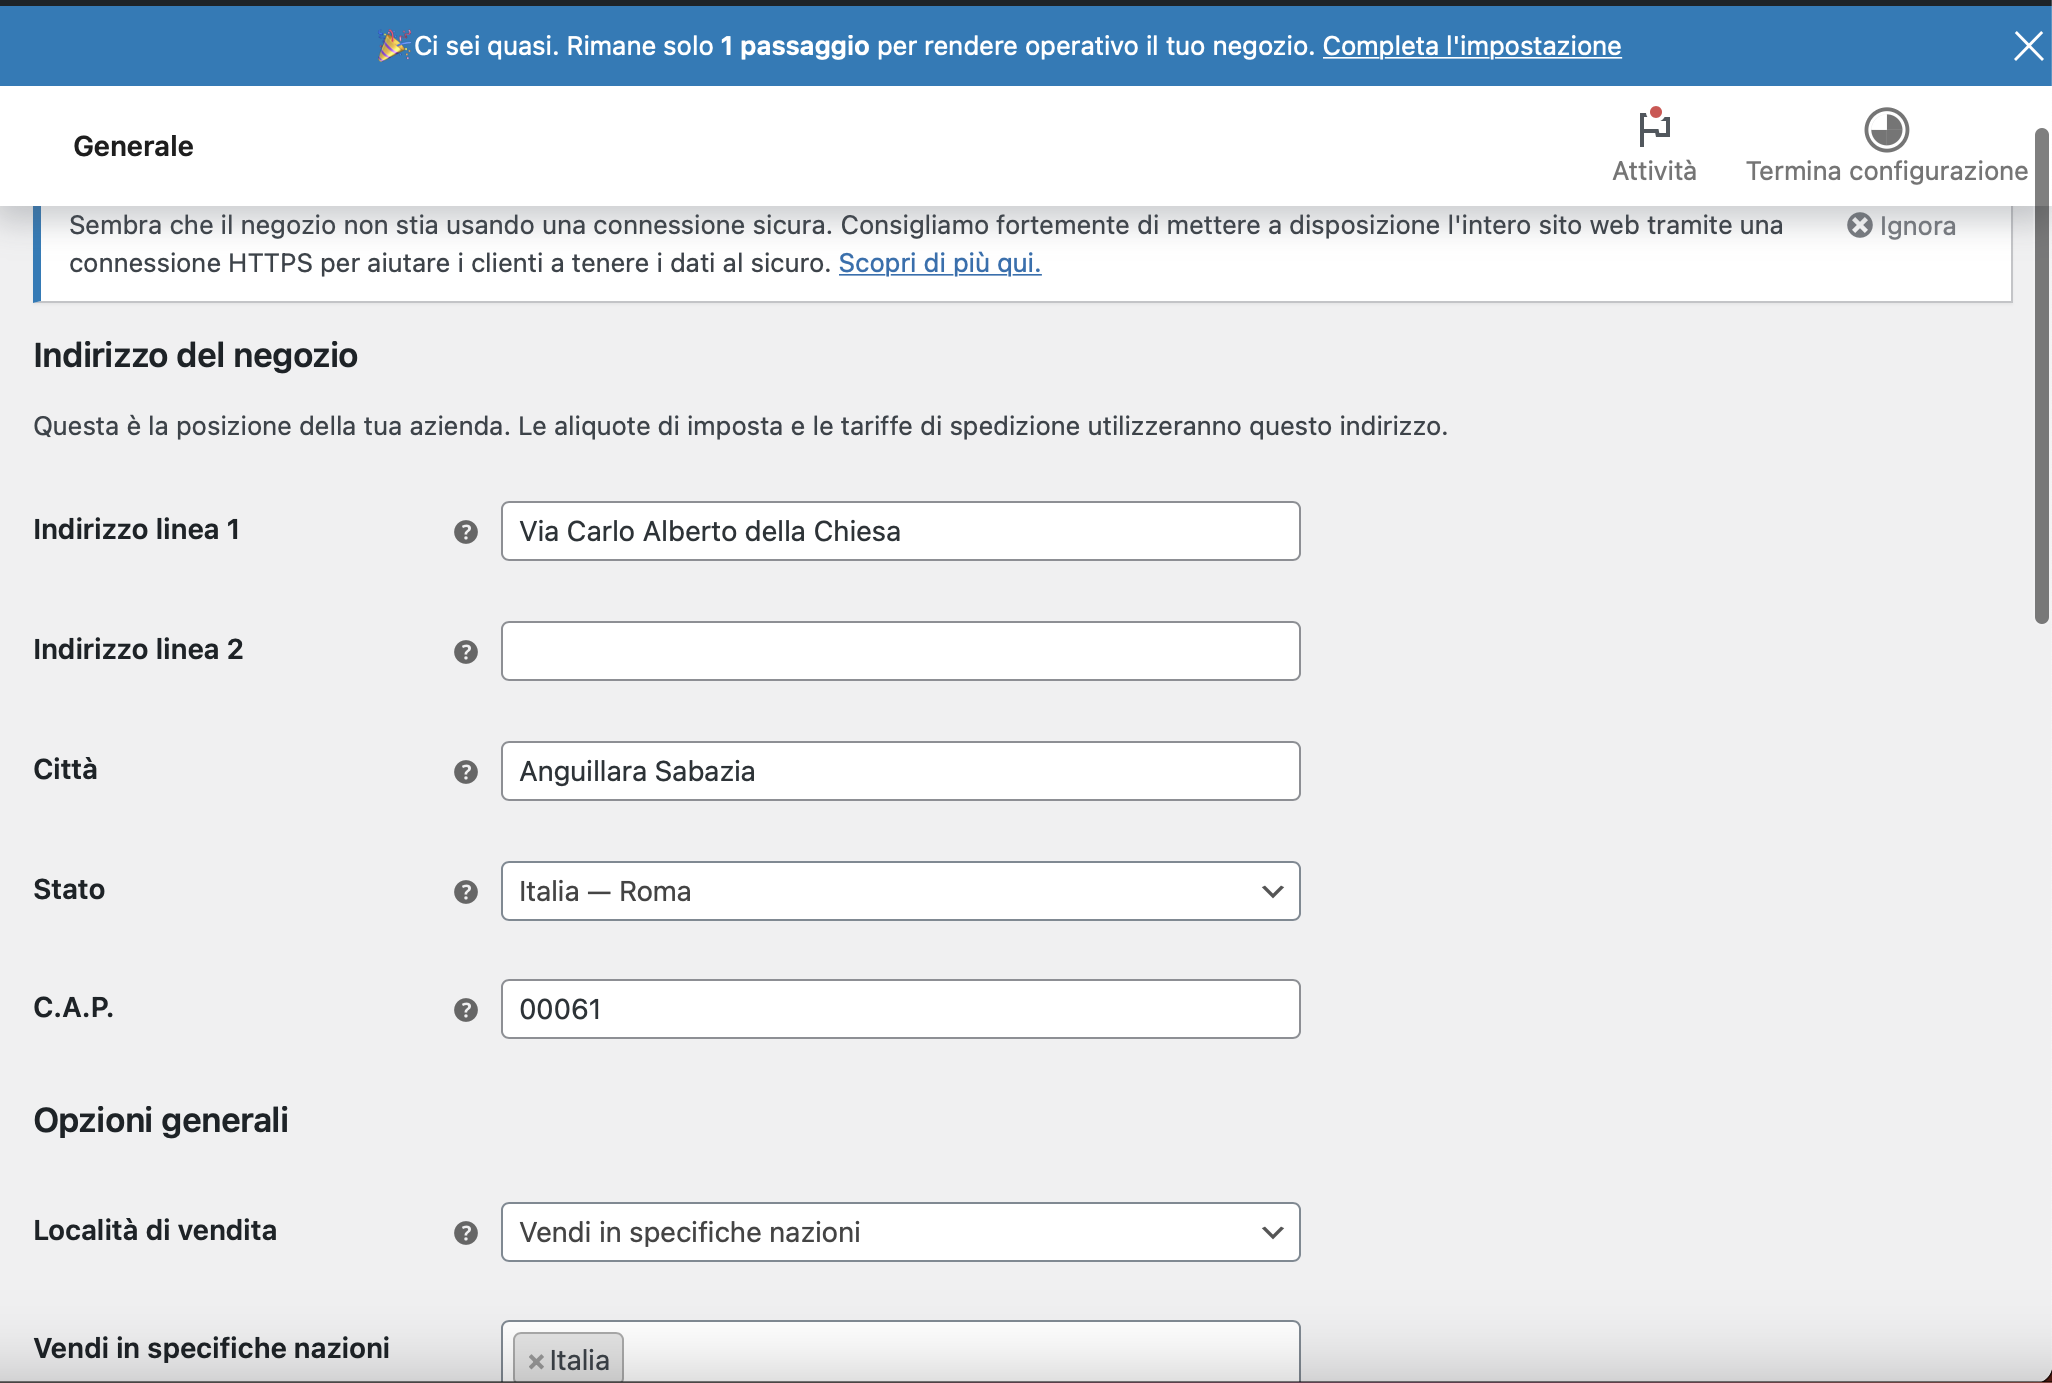 🎉Ci sei quasi. Rimane solo 1 passaggio per rendere operativo il tuo negozio. Completa l'impostazione
Generale
Attività
Termina configurazione
Sembra che il negozio non stia usando una connessione sicura. Consigliamo fortemente di mettere a disposizione l'intero sito web tramite una
connessione HTTPS per aiutare i clienti a tenere i dati al sicuro. Scopri di più qui.
Ignora
Indirizzo del negozio
Questa è la posizione della tua azienda. Le aliquote di imposta e le tariffe di spedizione utilizzeranno questo indirizzo.
Indirizzo linea 1
Via Carlo Alberto della Chiesa
Indirizzo linea 2
Città
Anguillara Sabazia
Stato
Italia — Roma
C.A.P.
00061
Opzioni generali
Località di vendita
Vendi in specifiche nazioni
Vendi in specifiche nazioni
×Italia